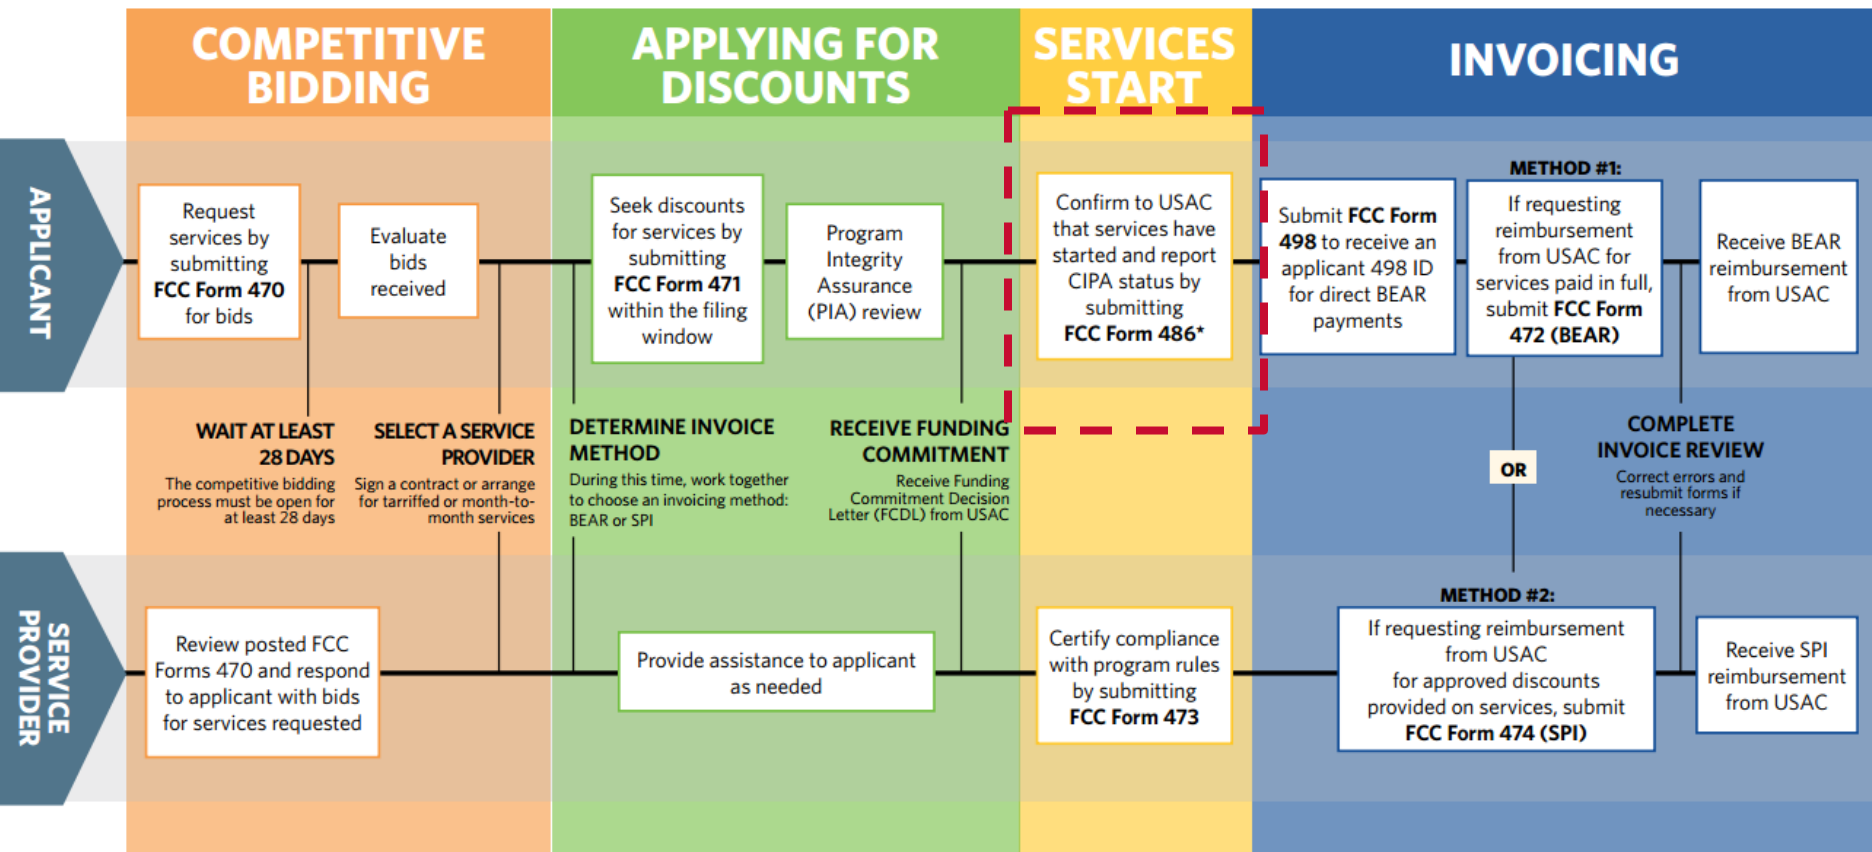 COMPETITIVE
BIDDING
APPLYING FOR
DISCOUNTS
SERVICES
START
INVOICING
APPLICANT
Request
services by
submitting
FCC Form 470
for bids
Evaluate
bids
received
Seek discounts
for services by
submitting
FCC Form 471
within the filing
window
Program
Integrity
Assurance
(PIA) review
Confirm to USAC
that services have
started and report
CIPA status by
submitting
FCC Form 486*
Submit FCC Form
498 to receive an
applicant 498 ID
for direct BEAR
payments
METHOD #1:
If requesting
reimbursement
from USAC for
services paid in full,
submit FCC Form
472 (BEAR)
Receive BEAR
reimbursement
from USAC
WAIT AT LEAST
28 DAYS
The competitive bidding
process must be open for
at least 28 days
SELECT A SERVICE
PROVIDER
Sign a contract or arrange
for tarriffed or month-to-
month services
DETERMINE INVOICE
METHOD
During this time, work together
to choose an invoicing method:
BEAR or SPI
RECEIVE FUNDING
COMMITMENT
Receive Funding
Commitment Decision
Letter (FCDL) from USAC
OR
COMPLETE
INVOICE REVIEW
Correct errors and
resubmit forms if
necessary
SERVICE
PROVIDER
Review posted FCC
Forms 470 and respond
to applicant with bids
for services requested
Provide assistance to applicant
as needed
Certify compliance
with program rules
by submitting
FCC Form 473
METHOD #2:
If requesting reimbursement
from USAC
for approved discounts
provided on services, submit
FCC Form 474 (SPI)
Receive SPI
reimbursement
from USAC